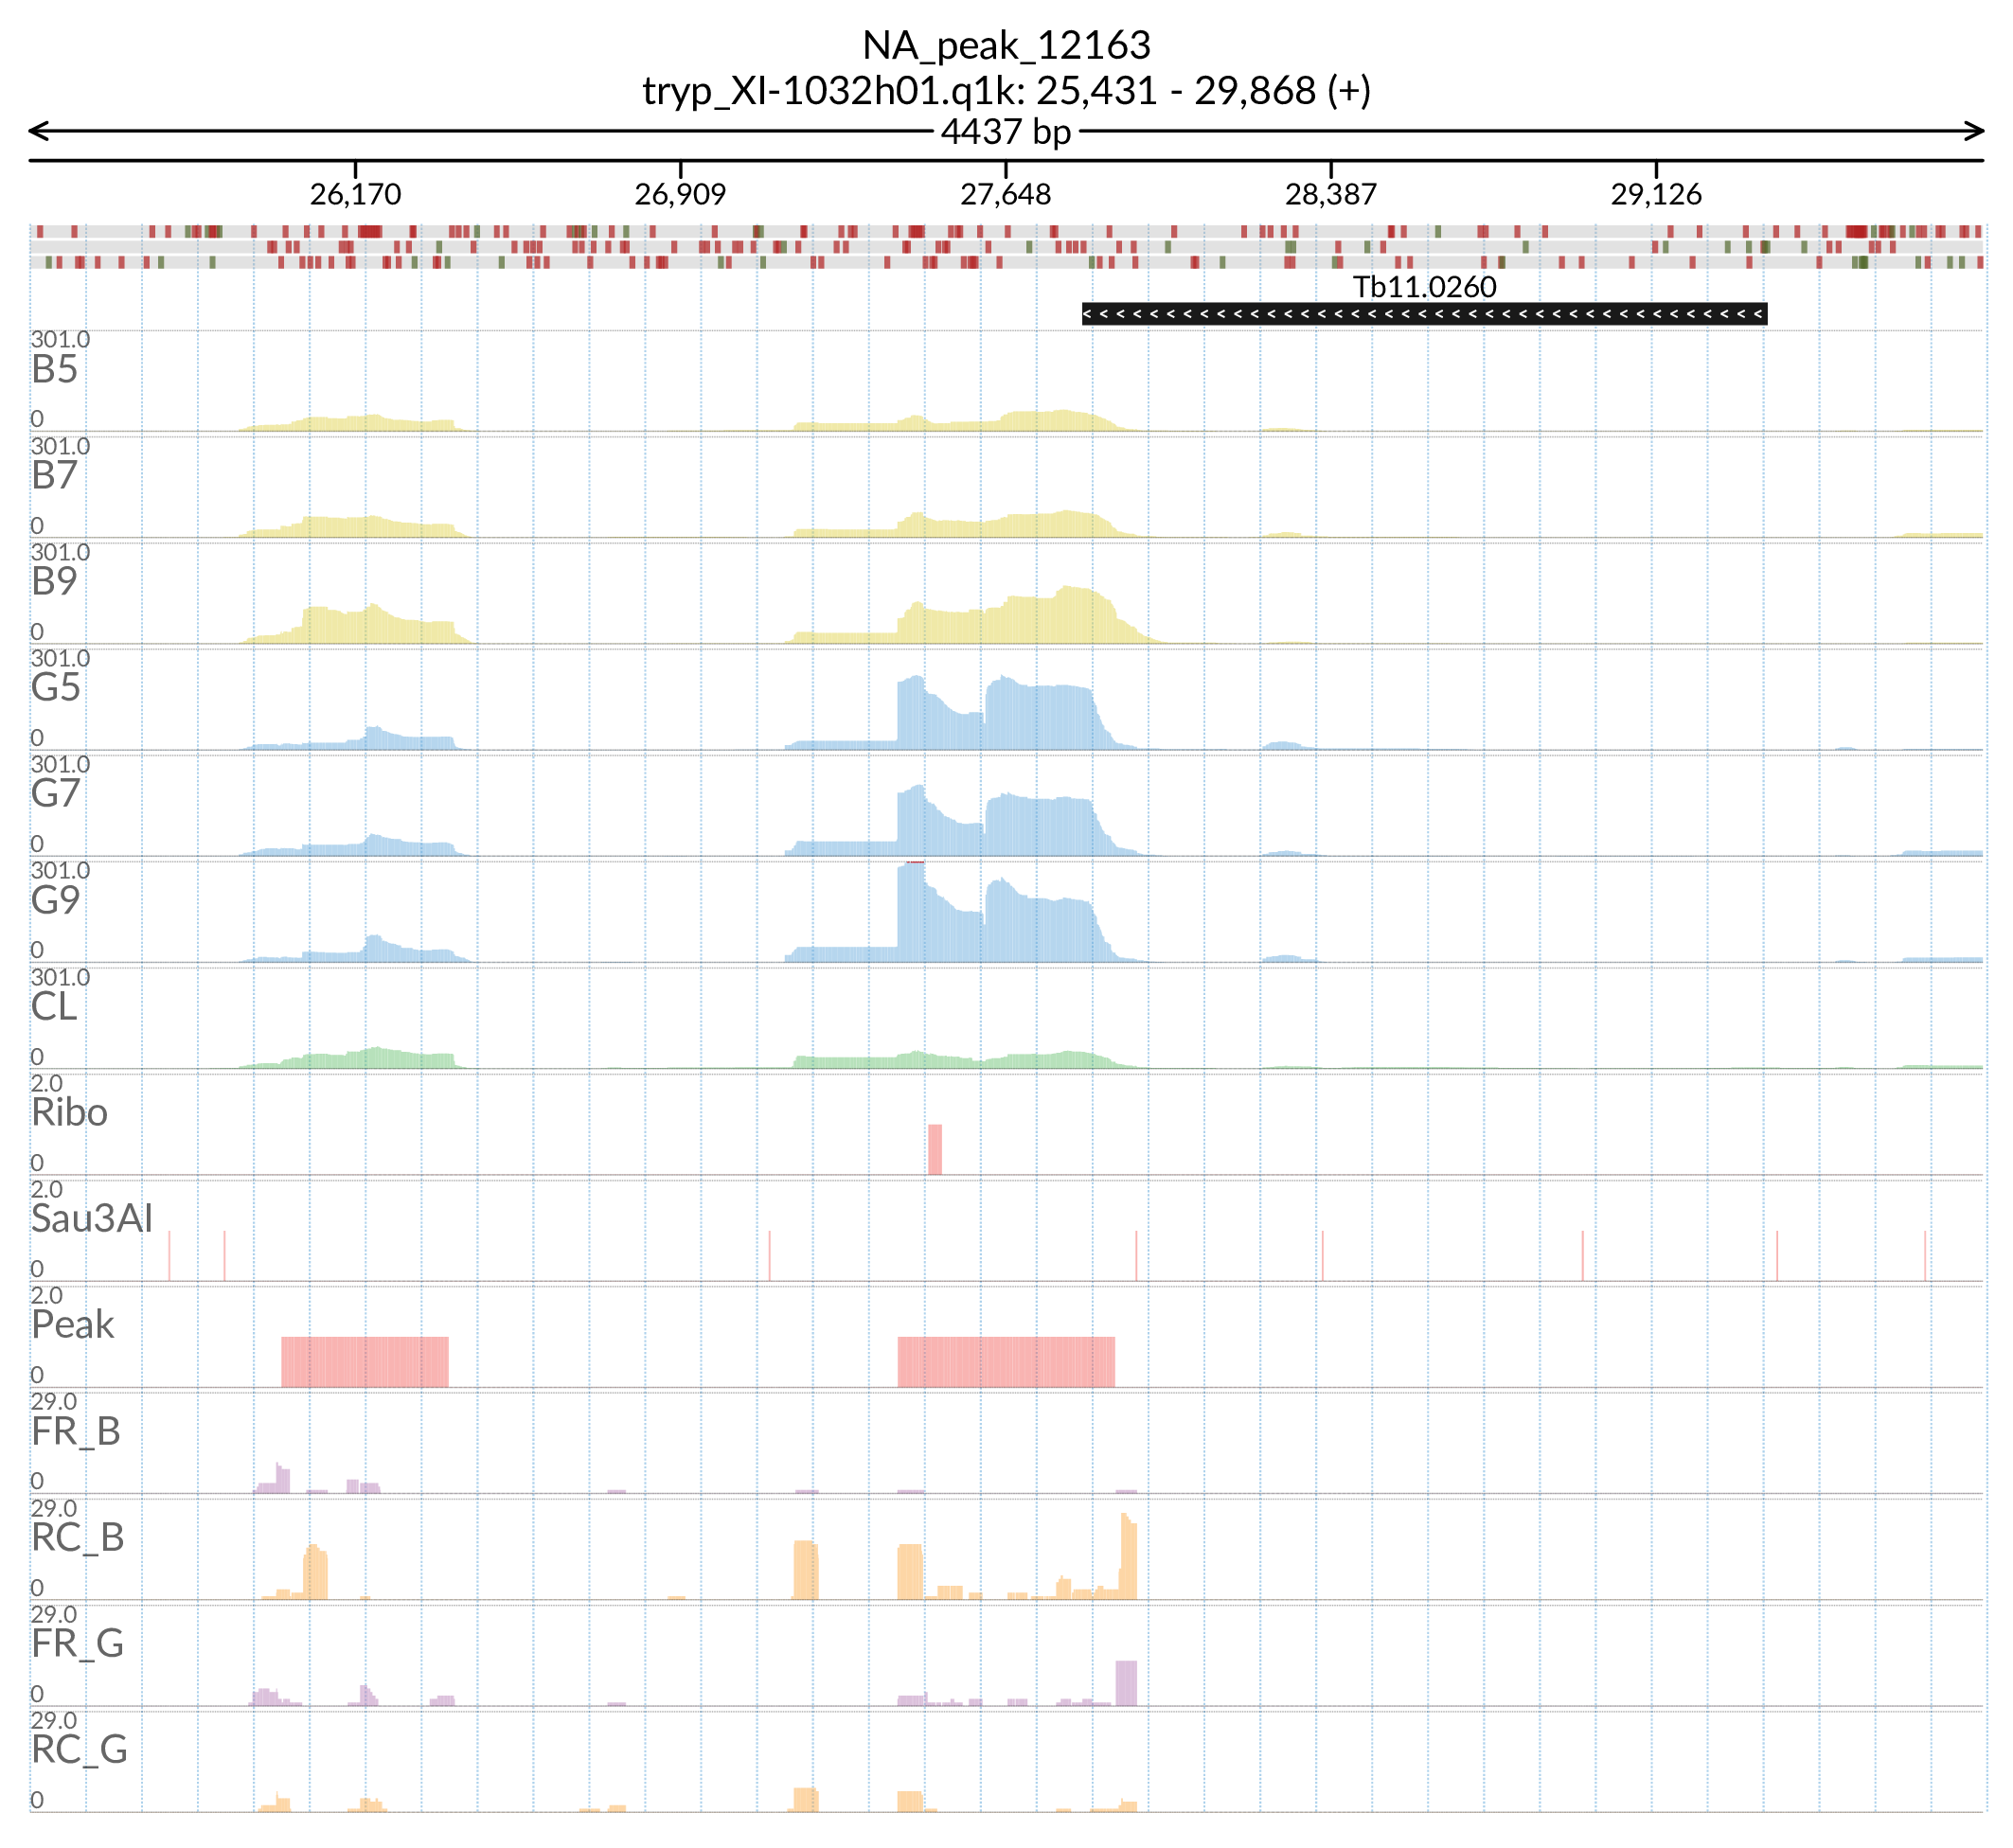 NA_peak_12163
tryp_XI-1032h01.q1k: 25,431 - 29,868 (+)
4437 bp
26,170 26,909 27,648 28,387 29,126
Tb11.0260
301.0
B5
0
301.0
B7
0
301.0
B9
0
301.0
G5
0
301.0
G7
0
301.0
G9
0
301.0
CL
0
2.0
Ribo
0
2.0
Sau3AI
0
2.0
Peak
0
29.0
FR_B
0
29.0
RC_B
0
29.0
FR_G
0
29.0
RC_G
0